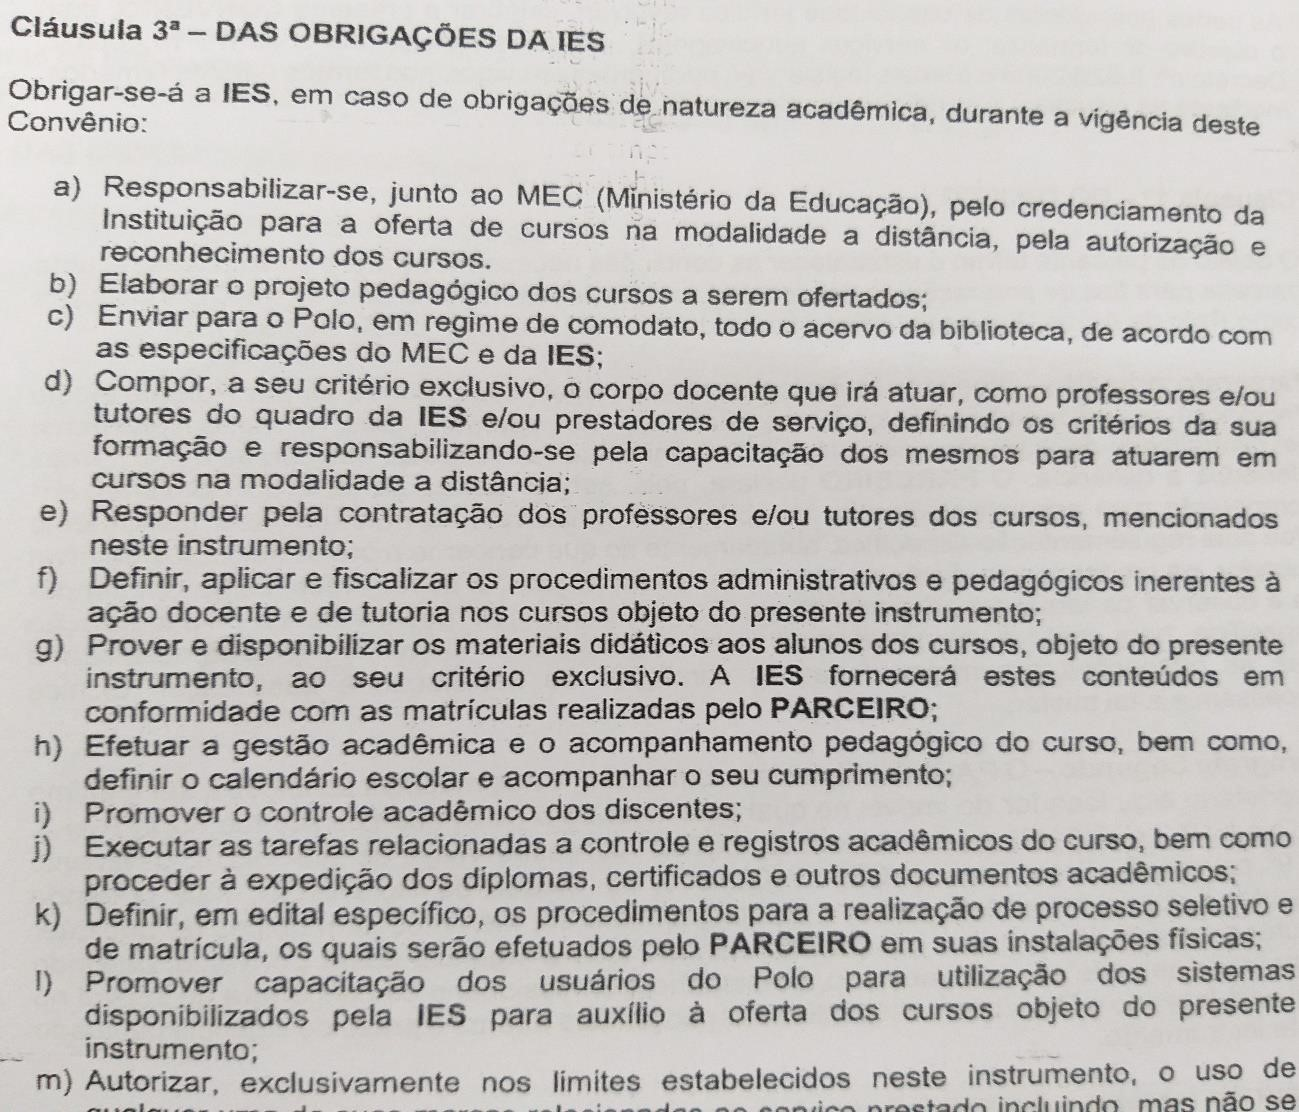 Cláusula 3ª – DAS OBRIGAÇÕES DA IES
Obrigar-se-á a IES, em caso de obrigações de natureza acadêmica, durante a vigência deste
Convênio:
a) Responsabilizar-se, junto ao MEC (Ministério da Educação), pelo credenciamento da
Instituição para a oferta de cursos na modalidade a distância, pela autorização e
reconhecimento dos cursos.
b) Elaborar o projeto pedagógico dos cursos a serem ofertados;
c) Enviar para o Polo, em regime de comodato, todo o acervo da biblioteca, de acordo com
as especificações do MEC e da IES;
d) Compor, a seu critério exclusivo, o corpo docente que irá atuar, como professores e/ou
tutores do quadro da IES e/ou prestadores de serviço, definindo os critérios da sua
formação e responsabilizando-se pela capacitação dos mesmos para atuarem em
cursos na modalidade a distância;
e) Responder pela contratação dos professores e/ou tutores dos cursos, mencionados
neste instrumento;
f) Definir, aplicar e fiscalizar os procedimentos administrativos e pedagógicos inerentes à
ação docente e de tutoria nos cursos objeto do presente instrumento;
g) Prover e disponibilizar os materiais didáticos aos alunos dos cursos, objeto do presente
instrumento, ao seu critério exclusivo. A IES fornecerá estes conteúdos em
conformidade com as matrículas realizadas pelo PARCEIRO;
h) Efetuar a gestão acadêmica e o acompanhamento pedagógico do curso, bem como,
definir o calendário escolar e acompanhar o seu cumprimento;
i) Promover o controle acadêmico dos discentes;
j) Executar as tarefas relacionadas a controle e registros acadêmicos do curso, bem como
proceder à expedição dos diplomas, certificados e outros documentos acadêmicos;
k) Definir, em edital específico, os procedimentos para a realização de processo seletivo e
de matrícula, os quais serão efetuados pelo PARCEIRO em suas instalações físicas;
l) Promover capacitação dos usuários do Polo para utilização dos sistemas
disponibilizados pela IES para auxílio à oferta dos cursos objeto do presente
instrumento;
m) Autorizar, exclusivamente nos limites estabelecidos neste instrumento, o uso de
qualquer uma de suas marcas relacionadas ao serviço prestado incluindo, mas não se